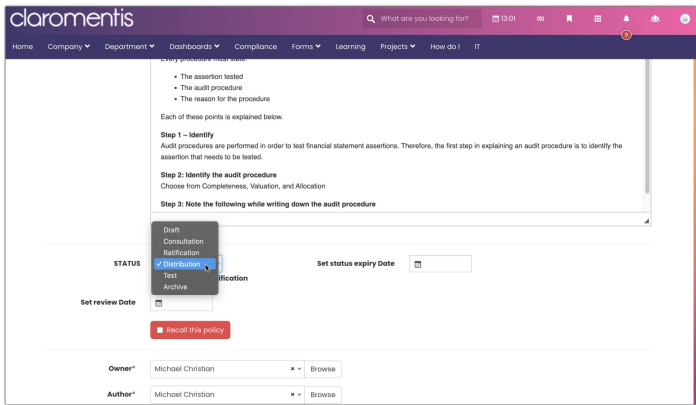 claromentis
What are you looking for?
13:01
9
Home Company Department Dashboards Compliance Forms Learning Projects How do I IT
Every procedure must state:
• The assertion tested
• The audit procedure
• The reason for the procedure
Each of these points is explained below.
Step 1 – Identify
Audit procedures are performed in order to test financial statement assertions. Therefore, the first step in explaining an audit procedure is to identify the
assertion that needs to be tested.
Step 2: Identify the audit procedure
Choose from Completeness, Valuation, and Allocation
Step 3: Note the following while writing down the audit procedure
Draft
Consultation
Ratification
STATUS ✓ Distribution Set status expiry Date
Test
ification
Archive
Set review Date
Recall this policy
Owner* Michael Christian × Browse
Author* Michael Christian × Browse